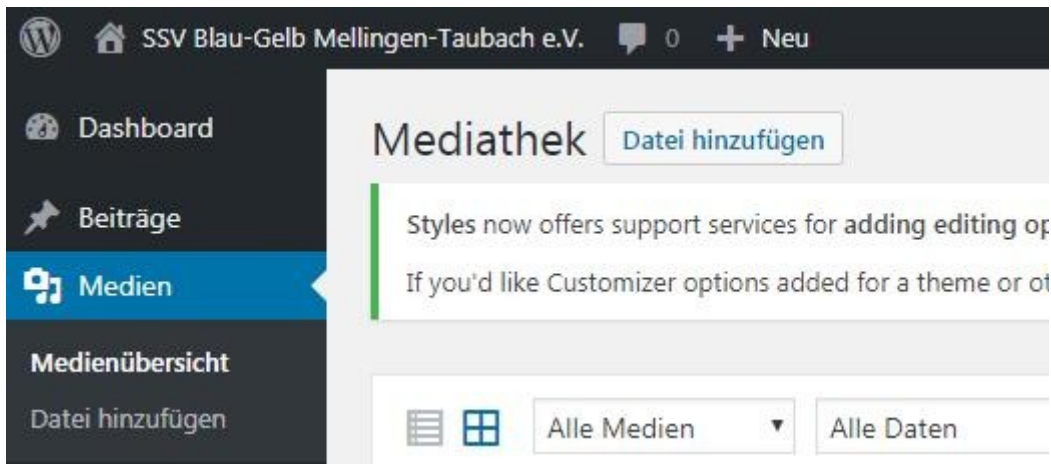 SSV Blau-Gelb Mellingen-Taubach e.V. 0 Neu
Dashboard
Beiträge
Medien
Medienübersicht
Datei hinzufügen
Mediathek Datei hinzufügen
Styles now offers support services for adding editing op
If you'd like Customizer options added for a theme or ot
Alle Medien Alle Daten